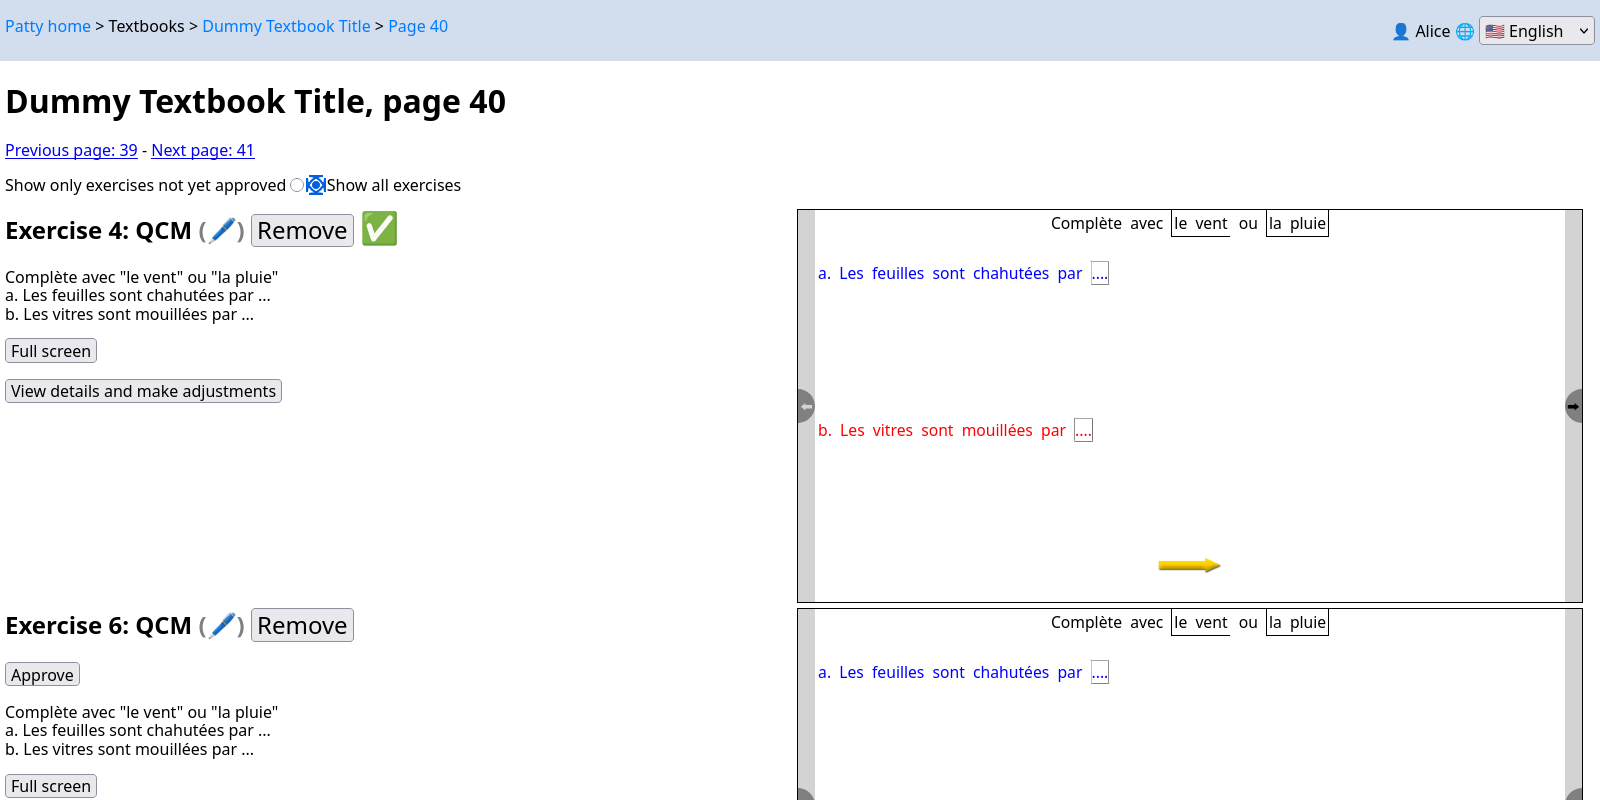 Patty home > Textbooks > Dummy Textbook Title > Page 40
👤 Alice 🌐 🇺🇸 English
Dummy Textbook Title, page 40
Previous page: 39 - Next page: 41
Show only exercises not yet approved Show all exercises
Exercise 4: QCM (🖊️) Remove ✅
Complète avec "le vent" ou "la pluie"
a. Les feuilles sont chahutées par ...
b. Les vitres sont mouillées par ...
Full screen
View details and make adjustments
Complète avec le vent ou la pluie
a. Les feuilles sont chahutées par ....
b. Les vitres sont mouillées par ....
Exercise 6: QCM (🖊️) Remove
Approve
Complète avec "le vent" ou "la pluie"
a. Les feuilles sont chahutées par ...
b. Les vitres sont mouillées par ...
Full screen
Complète avec le vent ou la pluie
a. Les feuilles sont chahutées par ....